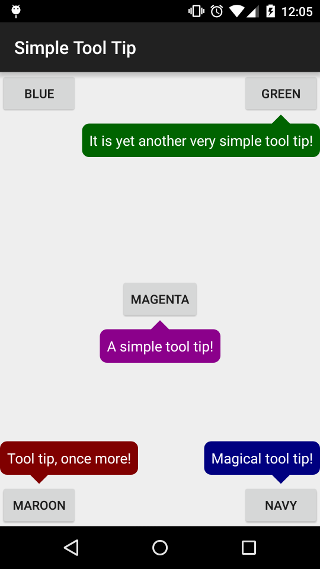 12:05
Simple Tool Tip
BLUE
GREEN
It is yet another very simple tool tip!
MAGENTA
A simple tool tip!
Tool tip, once more!
Magical tool tip!
MAROON
NAVY